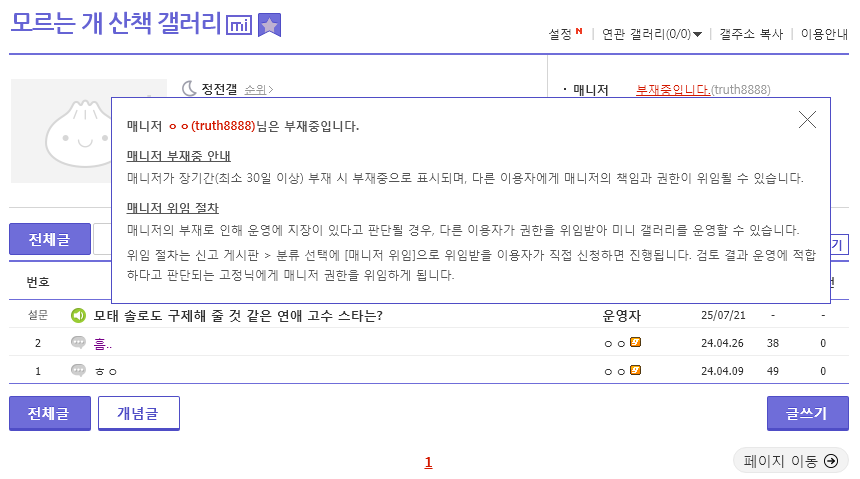 모르는 개 산책 갤러리 mi
설정 N | 연관 갤러리(0/0) | 갤주소 복사 | 이용안내
정전갤 순위
· 매니저 부재중입니다.(truth8888)
매니저 ㅇㅇ(truth8888)님은 부재중입니다.
매니저 부재중 안내
매니저가 장기간(최소 30일 이상) 부재 시 부재중으로 표시되며, 다른 이용자에게 매니저의 책임과 권한이 위임될 수 있습니다.
매니저 위임 절차
매니저의 부재로 인해 운영에 지장이 있다고 판단될 경우, 다른 이용자가 권한을 위임받아 미니 갤러리를 운영할 수 있습니다.
위임 절차는 신고 게시판 > 분류 선택에 [매니저 위임]으로 위임받을 이용자가 직접 신청하면 진행됩니다. 검토 결과 운영에 적합
하다고 판단되는 고정닉에게 매니저 권한을 위임하게 됩니다.
전체글 기
번호
설문 모태 솔로도 구제해 줄 것 같은 연애 고수 스타는? 운영자 25/07/21 - -
2 흠.. ㅇㅇ 24.04.26 38 0
1 ㅎㅇ ㅇㅇ 24.04.09 49 0
전체글 개념글 글쓰기
1
페이지 이동